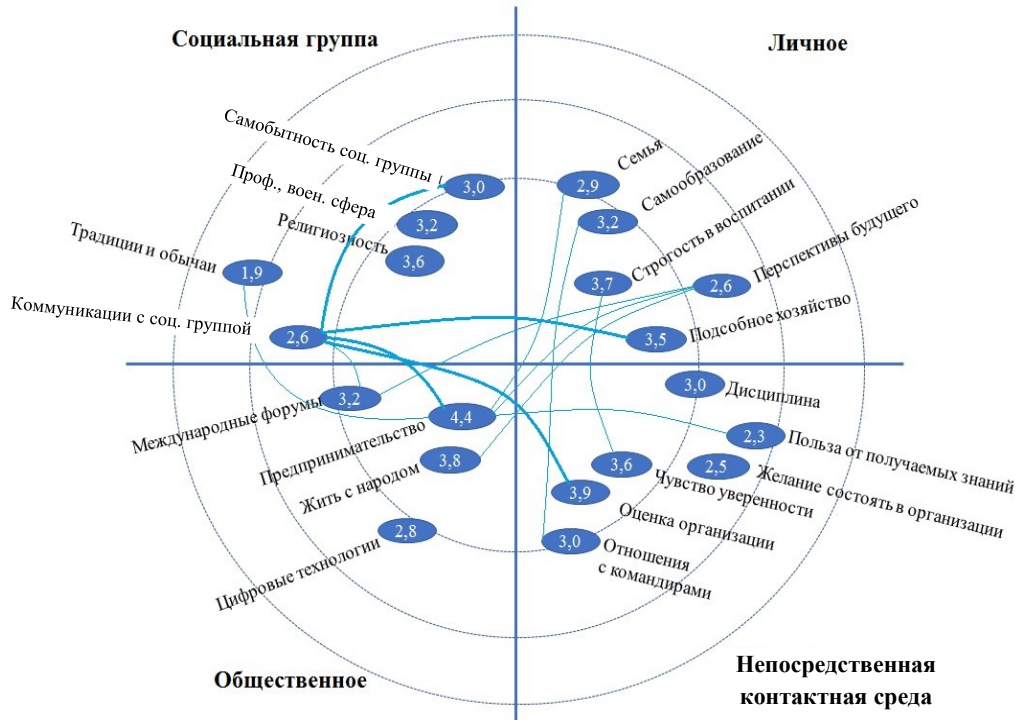 Социальная группа
Личное
Самобытность соц. группы
3,0
Проф., воен. сфера
3,2
Религиозность
3,6
Традиции и обычаи
1,9
Коммуникации с соц. группой
2,6
Семья
2,9
Самообразование
3,2
Строгость в воспитании
3,7
Перспективы будущего
2,6
Подсобное хозяйство
3,5
Международные форумы
3,2
Предпринимательство
4,4
Жить с народом
3,8
Цифровые технологии
2,8
Дисциплина
3,0
Польза от получаемых знаний
2,3
Желание состоять в организации
2,5
Чувство уверенности
3,6
Оценка организации
3,9
Отношения
с командирами
3,0
Общественное
Непосредственная
контактная среда